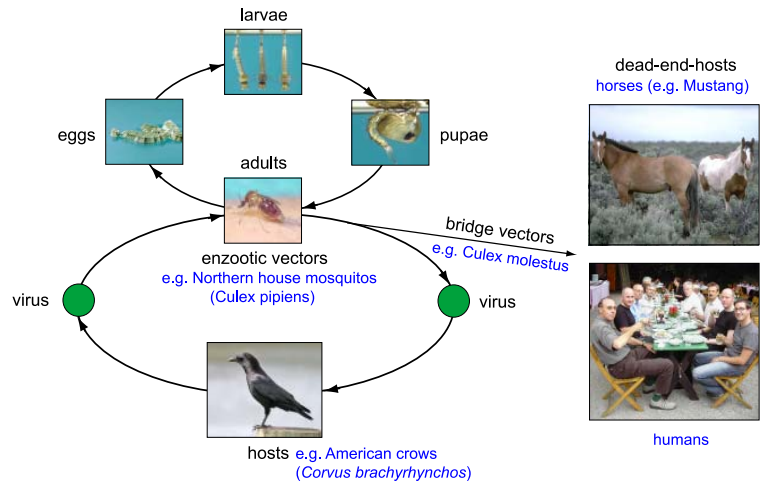 larvae
eggs
pupae
adults
enzootic vectors
e.g. Northern house mosquitos
(Culex pipiens)
bridge vectors
e.g. Culex molestus
virus
virus
hosts e.g. American crows
(Corvus brachyrhynchos)
dead-end-hosts
horses (e.g. Mustang)
humans